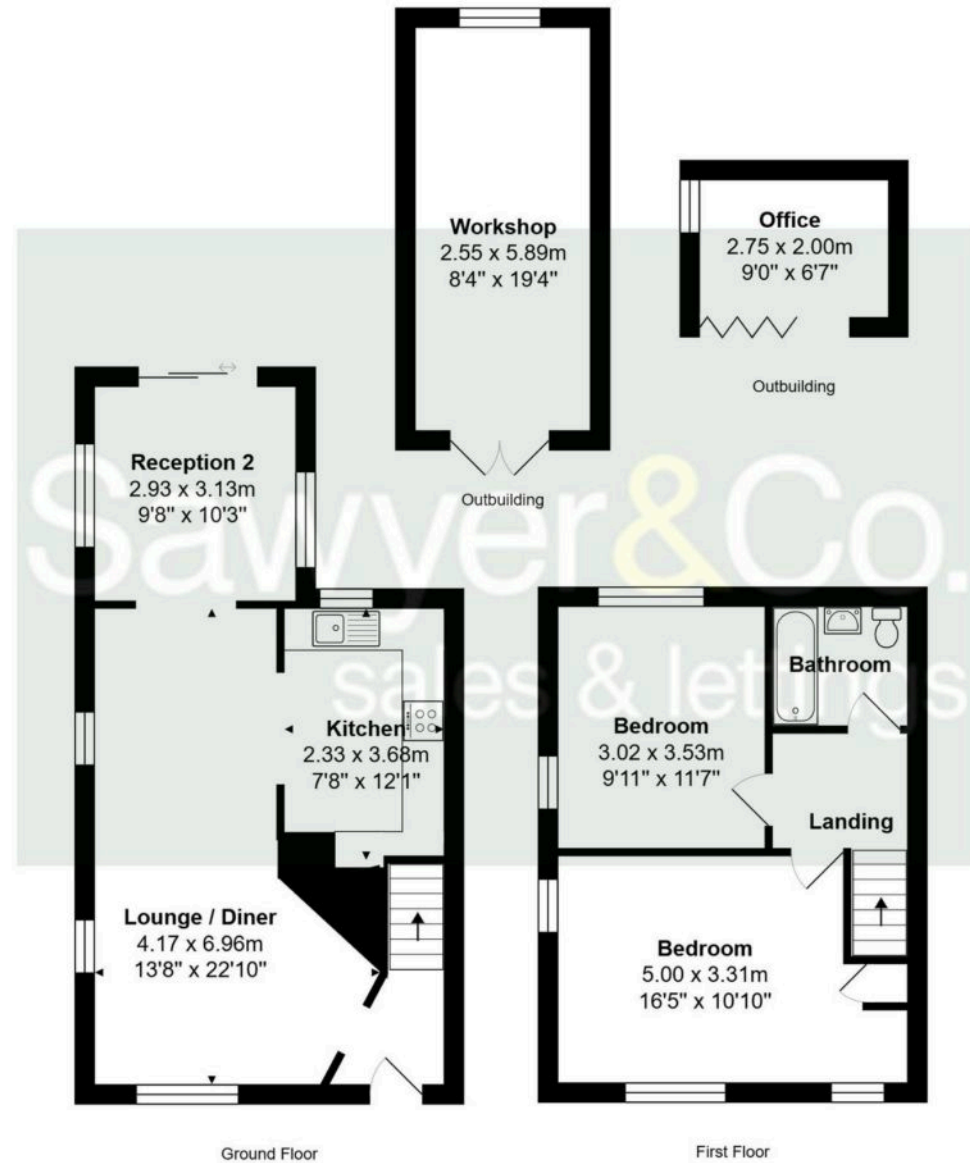 Workshop
2.55 x 5.89m
8'4" x 19'4"
Office
2.75 x 2.00m
9'0" x 6'7"
Outbuilding
Reception 2
2.93 x 3.13m
9'8" x 10'3"
Outbuilding
Sawyer&Co.
sales & lettings
Kitchen
2.33 x 3.68m
7'8" x 12'1"
Bathroom
Bedroom
3.02 x 3.53m
9'11" x 11'7"
Landing
Lounge / Diner
4.17 x 6.96m
13'8" x 22'10"
Bedroom
5.00 x 3.31m
16'5" x 10'10"
Ground Floor
First Floor